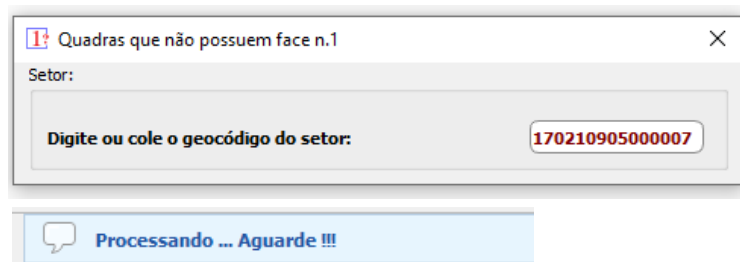 Quadras que não possuem face n.1
Setor:
Digite ou cole o geocódigo do setor: 170210905000007
Processando ... Aguarde !!!